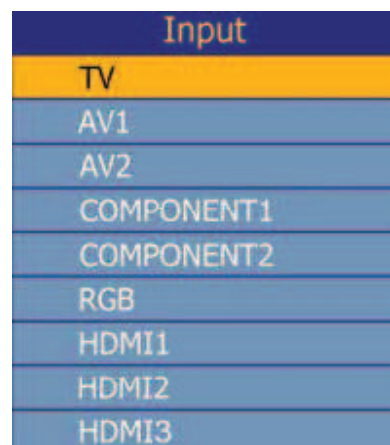 Input
TV
AV1
AV2
COMPONENT1
COMPONENT2
RGB
HDMI1
HDMI2
HDMI3